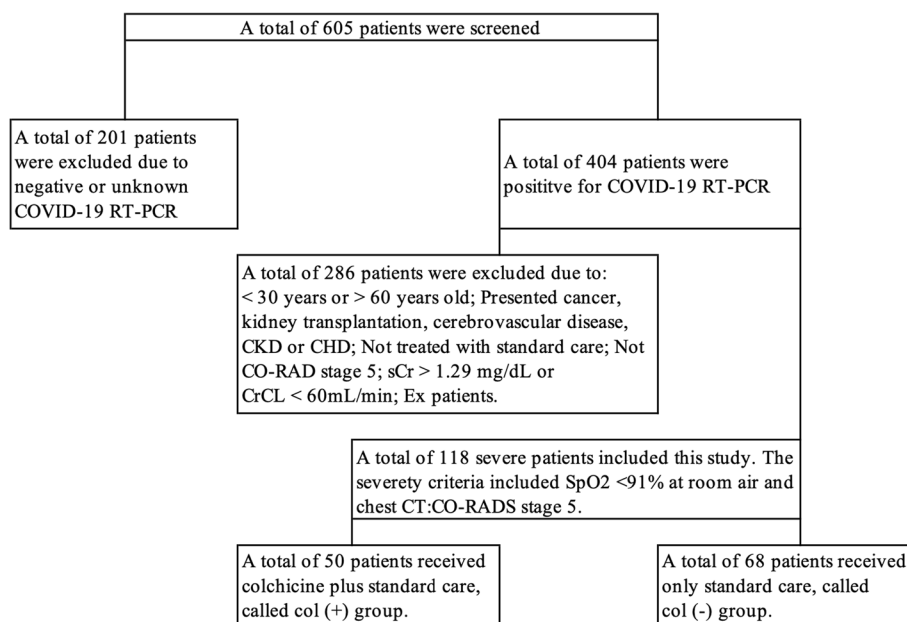 A total of 605 patients were screened
A total of 201 patients
were excluded due to
negative or unknown
COVID-19 RT-PCR
A total of 404 patients were
posititve for COVID-19 RT-PCR
A total of 286 patients were excluded due to:
< 30 years or > 60 years old; Presented cancer,
kidney transplantation, cerebrovascular disease,
CKD or CHD; Not treated with standard care; Not
CO-RAD stage 5; sCr > 1.29 mg/dL or
CrCL < 60mL/min; Ex patients.
A total of 118 severe patients included this study. The
severety criteria included SpO2 <91% at room air and
chest CT:CO-RADS stage 5.
A total of 50 patients received
colchicine plus standard care,
called col (+) group.
A total of 68 patients received
only standard care, called
col (-) group.